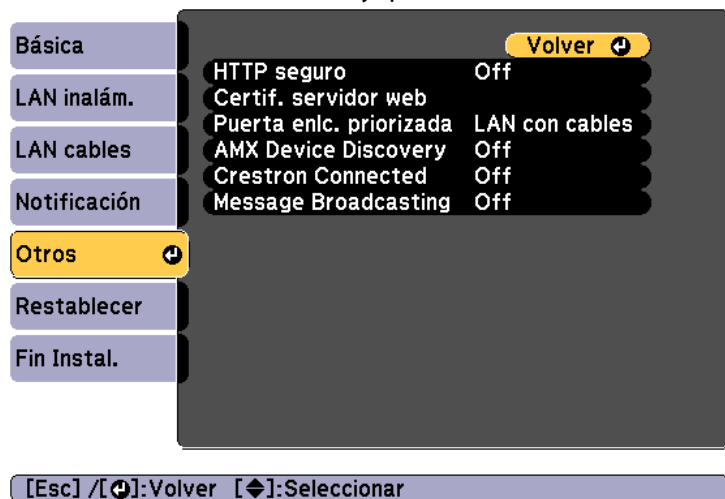 Básica
LAN inalám.
LAN cables
Notificación
Otros
Restablecer
Fin Instal.
Volver
HTTP seguro Off
Certif. servidor web
Puerta enlc. priorizada LAN con cables
AMX Device Discovery Off
Crestron Connected Off
Message Broadcasting Off
[Esc] /[⏎]:Volver [◆]:Seleccionar